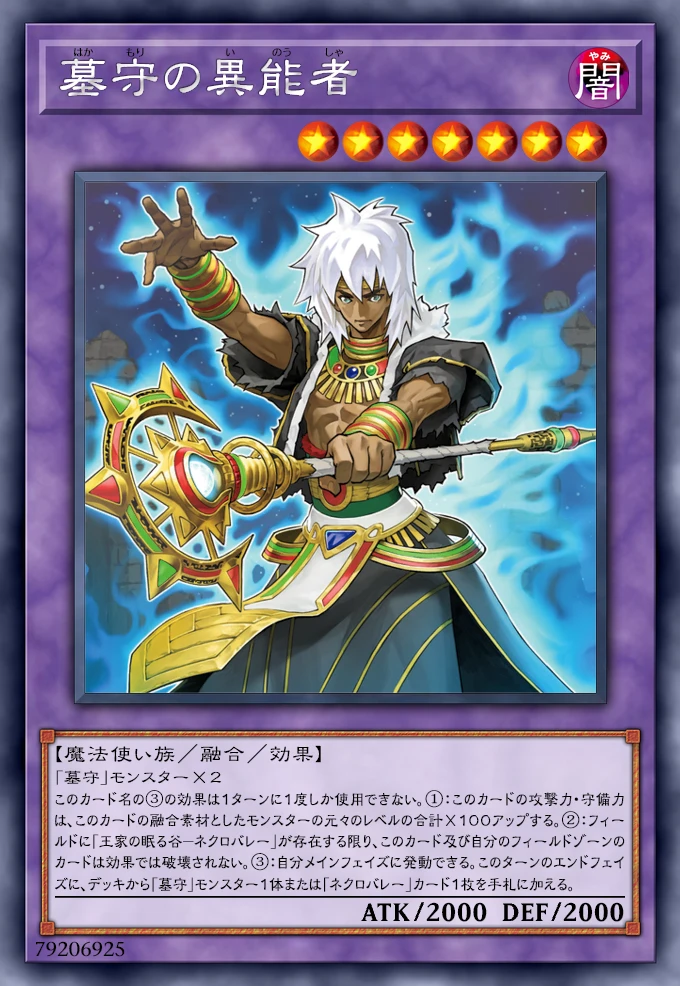 はか もり い のう しゃ
墓守の異能者
やみ
闇
【魔法使い族／融合／効果】
「墓守」モンスター×２
このカード名の③の効果は１ターンに１度しか使用できない。①：このカードの攻撃力・守備力
は、このカードの融合素材としたモンスターの元々のレベルの合計×１００アップする。②：フィー
ルドに「王家の眠る谷－ネクロバレー」が存在する限り、このカード及び自分のフィールドゾーンの
カードは効果では破壊されない。③：自分メインフェイズに発動できる。このターンのエンドフェイ
ズに、デッキから「墓守」モンスター１体または「ネクロバレー」カード１枚を手札に加える。
ATK/2000 DEF/2000
79206925